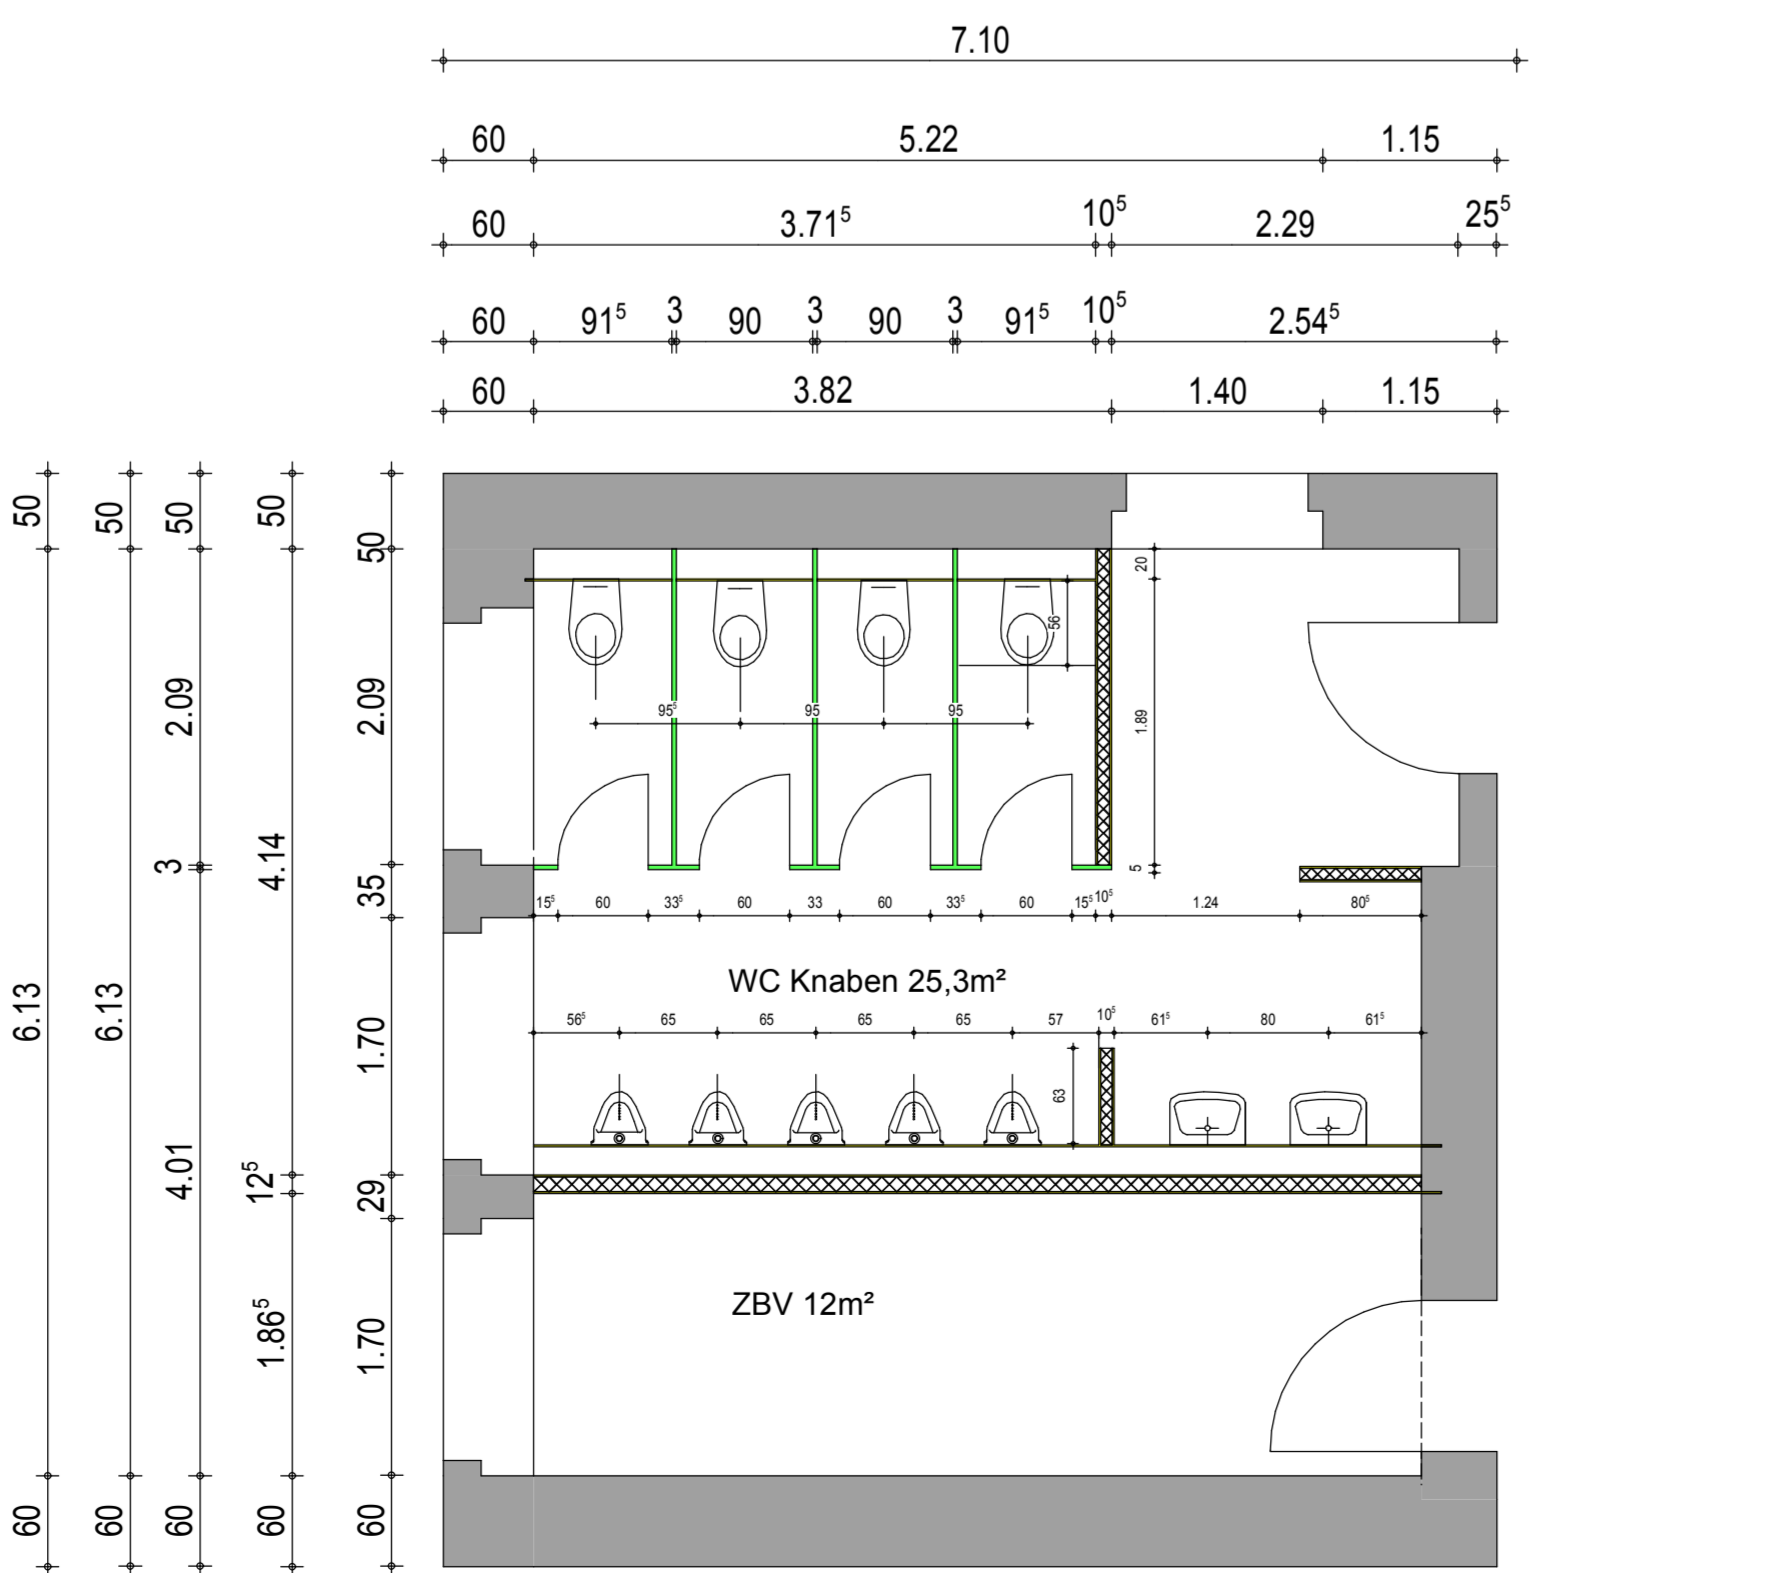 7.10
60 5.22 1.15
60 3.71⁵ 10⁵ 2.29 25⁵
60 91⁵ 3 90 3 90 3 91⁵ 10⁵ 2.54⁵
60 3.82 1.40 1.15
50 50 50 50 50
20
56
2.09 2.09
95⁵ 95 95
1.89
3 4.14 35 5
15⁵ 60 33⁵ 60 33 60 33⁵ 60 15⁵ 10⁵ 1.24 80⁵
WC Knaben 25,3m²
6.13 6.13 1.70
56⁵ 65 65 65 65 57 10⁵ 61⁵ 80 61⁵
63
4.01 12⁵ 29
ZBV 12m²
1.86⁵ 1.70
60 60 60 60 60